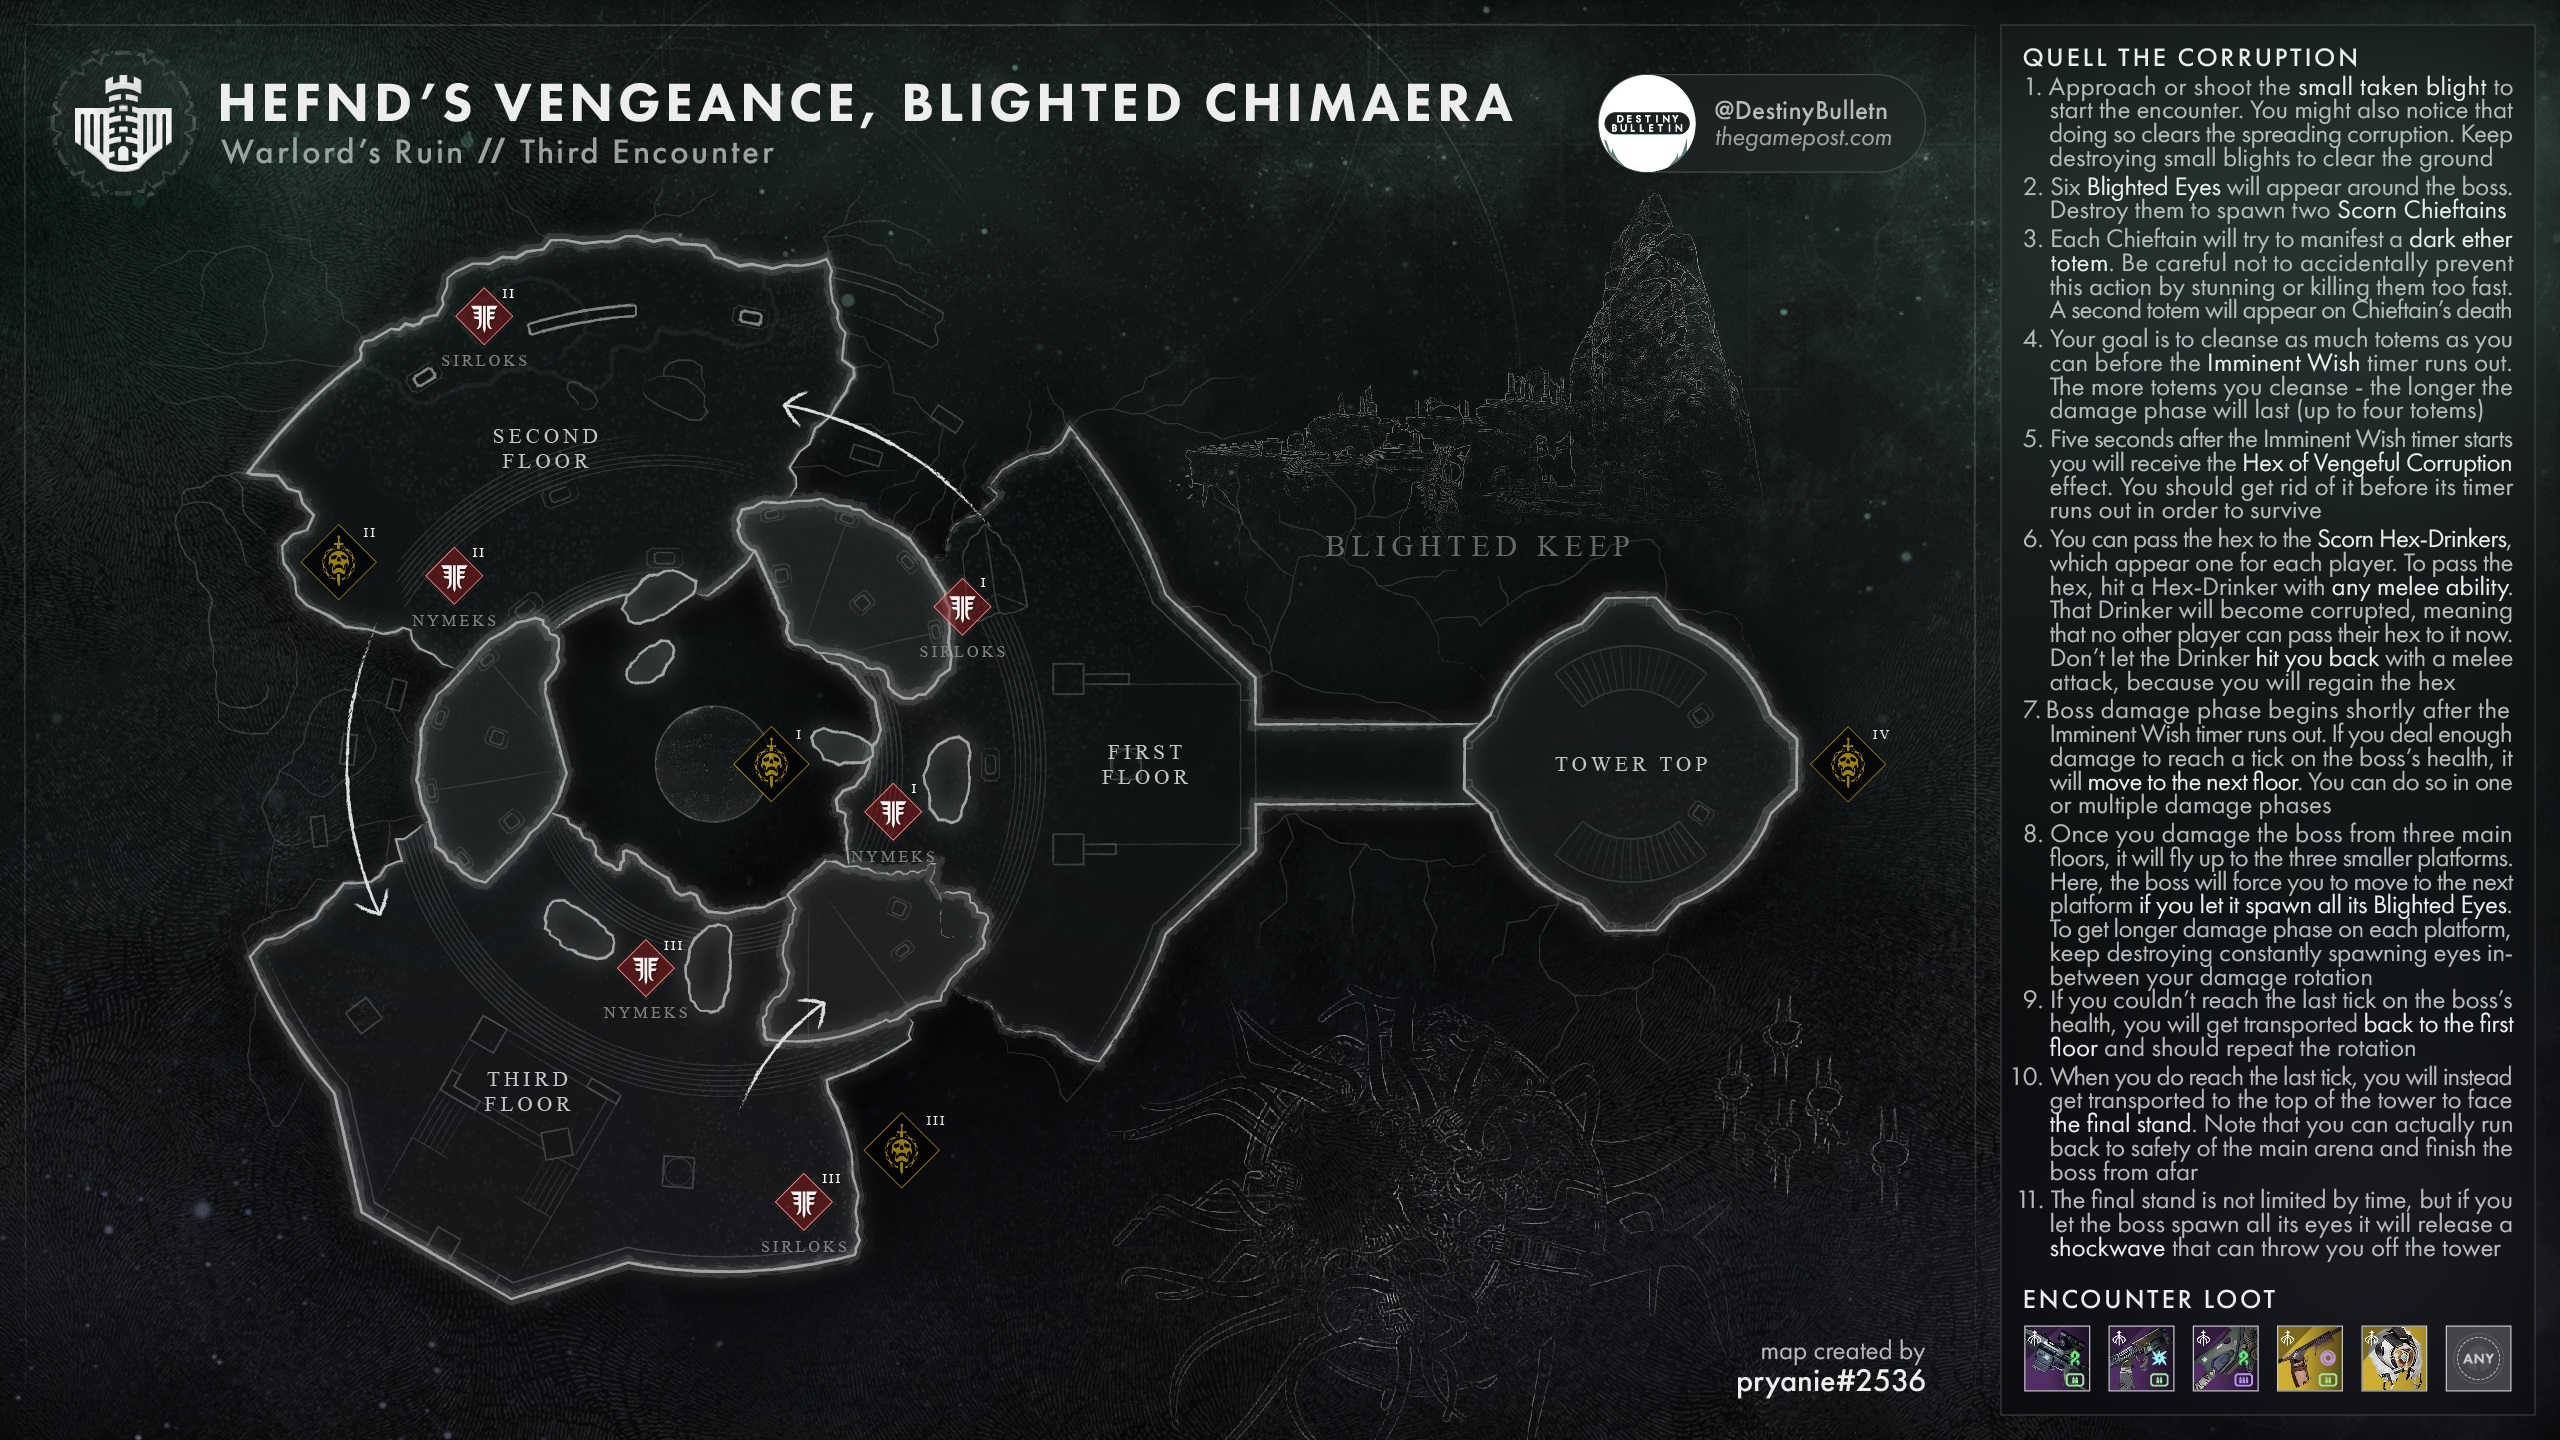 HEFND'S VENGEANCE, BLIGHTED CHIMAERA
Warlord's Ruin // Third Encounter
DESTINY
BULLETIN
@DestinyBulletn
thegamepost.com
II
SIRLOKS
SECOND
FLOOR
II
II
NYMEKS
I
SIRLOKS
BLIGHTED KEEP
I
I
NYMEKS
FIRST
FLOOR
TOWER TOP
IV
III
NYMEKS
THIRD
FLOOR
III
III
SIRLOKS
map created by
pryanie#2536
QUELL THE CORRUPTION
1. Approach or shoot the small taken blight to
start the encounter. You might also notice that
doing so clears the spreading corruption. Keep
destroying small blights to clear the ground
2. Six Blighted Eyes will appear around the boss.
Destroy them to spawn two Scorn Chieftains
3. Each Chieftain will try to manifest a dark ether
totem. Be careful not to accidentally prevent
this action by stunning or killing them too fast.
A second totem will appear on Chieftain's death
4. Your goal is to cleanse as much totems as you
can before the Imminent Wish timer runs out.
The more totems you cleanse - the longer the
damage phase will last (up to four totems)
5. Five seconds after the Imminent Wish timer starts
you will receive the Hex of Vengeful Corruption
effect. You should get rid of it before its timer
runs out in order to survive
6. You can pass the hex to the Scorn Hex-Drinkers,
which appear one for each player. To pass the
hex, hit a Hex-Drinker with any melee ability.
That Drinker will become corrupted, meaning
that no other player can pass their hex to it now.
Don't let the Drinker hit you back with a melee
attack, because you will regain the hex
7. Boss damage phase begins shortly after the
Imminent Wish timer runs out. If you deal enough
damage to reach a tick on the boss's health, it
will move to the next floor. You can do so in one
or multiple damage phases
8. Once you damage the boss from three main
floors, it will fly up to the three smaller platforms.
Here, the boss will force you to move to the next
platform if you let it spawn all its Blighted Eyes.
To get longer damage phase on each platform,
keep destroying constantly spawning eyes in-
between your damage rotation
9. If you couldn't reach the last tick on the boss's
health, you will get transported back to the first
floor and should repeat the rotation
10. When you do reach the last tick, you will instead
get transported to the top of the tower to face
the final stand. Note that you can actually run
back to safety of the main arena and finish the
boss from afar
11. The final stand is not limited by time, but if you
let the boss spawn all its eyes it will release a
shockwave that can throw you off the tower
ENCOUNTER LOOT
ANY